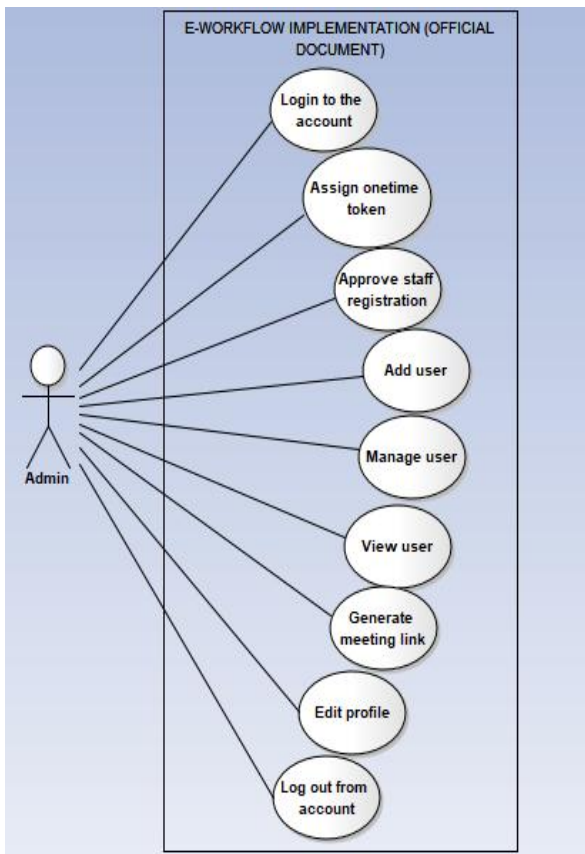 E-WORKFLOW IMPLEMENTATION (OFFICIAL
DOCUMENT)
Login to the
account
Assign onetime
token
Approve staff
registration
Add user
Manage user
Admin
View user
Generate
meeting link
Edit profile
Log out from
account